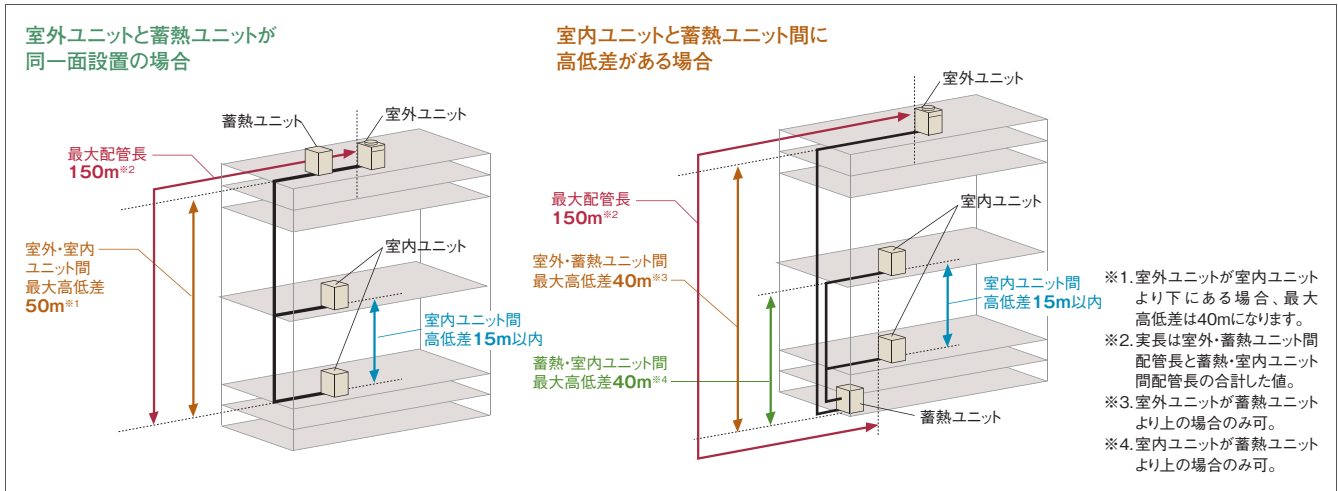 室外ユニットと蓄熱ユニットが
同一面設置の場合
蓄熱ユニット
室外ユニット
最大配管長
150m※2
室外・室内
ユニット間
最大高低差
50m※1
室内ユニット
室内ユニット間
高低差15m以内
室内ユニットと蓄熱ユニット間に
高低差がある場合
室外ユニット
最大配管長
150m※2
室内ユニット
室外・蓄熱ユニット間
最大高低差40m※3
室内ユニット間
高低差15m以内
蓄熱・室内ユニット間
最大高低差40m※4
蓄熱ユニット
※1.室外ユニットが室内ユニット
より下にある場合、最大
高低差は40mになります。
※2.実長は室外・蓄熱ユニット間
配管長と蓄熱・室内ユニット
間配管長の合計した値。
※3.室外ユニットが蓄熱ユニット
より上の場合のみ可。
※4.室内ユニットが蓄熱ユニット
より上の場合のみ可。